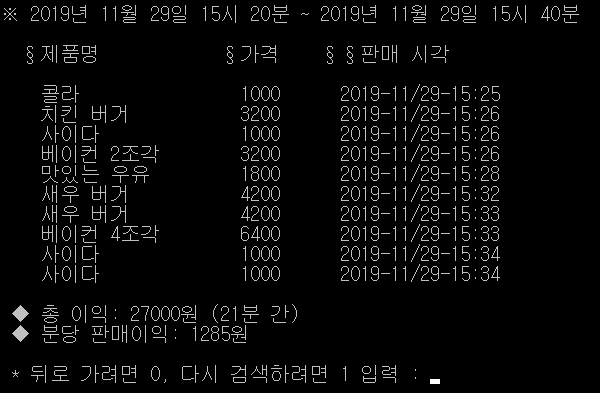 ※ 2019년 11월 29일 15시 20분 ~ 2019년 11월 29일 15시 40분
§제품명 §가격 § §판매 시각
콜라 1000 2019-11/29-15:25
치킨 버거 3200 2019-11/29-15:26
사이다 1000 2019-11/29-15:26
베이컨 2조각 3200 2019-11/29-15:26
맛있는 우유 1800 2019-11/29-15:28
새우 버거 4200 2019-11/29-15:32
새우 버거 4200 2019-11/29-15:33
베이컨 4조각 6400 2019-11/29-15:33
사이다 1000 2019-11/29-15:34
사이다 1000 2019-11/29-15:34
◆ 총 이익: 27000원 (21분 간)
◆ 분당 판매이익: 1285원
* 뒤로 가려면 0, 다시 검색하려면 1 입력 :